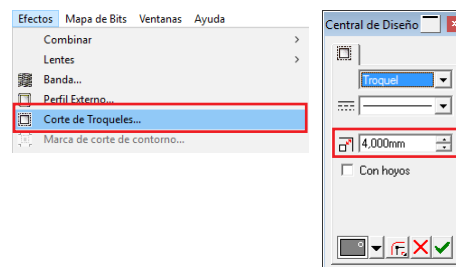 Efectos Mapa de Bits Ventanas Ayuda
Combinar
Lentes
Banda...
Perfil Externo...
Corte de Troqueles...
Marca de corte de contorno...
Central de Diseño
Troquel
4,000mm
Con hoyos